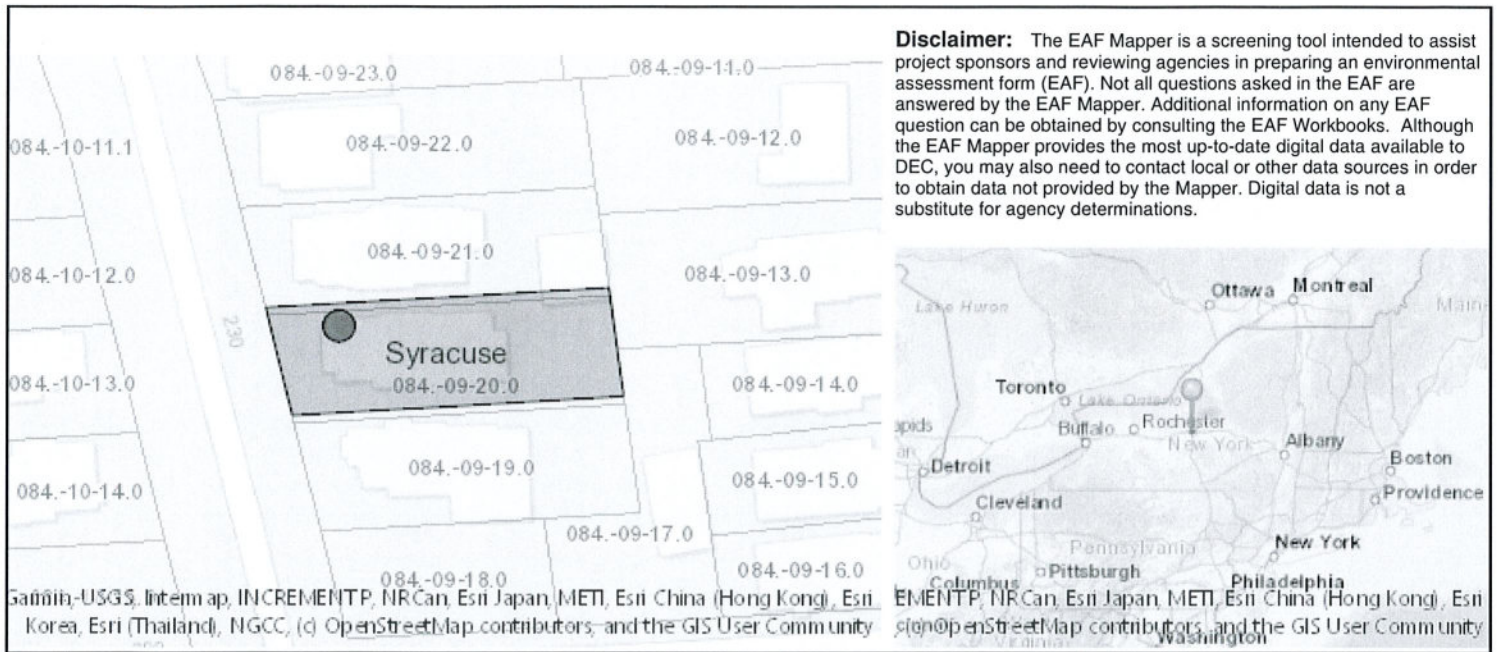 Disclaimer: The EAF Mapper is a screening tool intended to assist
project sponsors and reviewing agencies in preparing an environmental
assessment form (EAF). Not all questions asked in the EAF are
answered by the EAF Mapper. Additional information on any EAF
question can be obtained by consulting the EAF Workbooks. Although
the EAF Mapper provides the most up-to-date digital data available to
DEC, you may also need to contact local or other data sources in order
to obtain data not provided by the Mapper. Digital data is not a
substitute for agency determinations.
084.-09-23.0
084.-09-11.0
084.-10-11.1
084.-09-22.0
084.-09-12.0
084.-09-21.0
084.-10-12.0
084.-09-13.0
230
Syracuse
084.-10-13.0
084.-09-20.0
084.-09-14.0
084.-09-19.0
084.-10-14.0
084.-09-15.0
084.-09-17.0
084.-09-18.0
084.-09-16.0
USGS, Intermap, INCREMENT P, NRCan, Esri Japan, METI, Esri China (Hong Kong), Esri
Korea, Esri (Thailand), NGCC, (c) OpenStreetMap contributors, and the GIS User Community
Lake Huron
Ottawa
Montreal
Main
Toronto
Lake Ontario
apids
Buffalo
Rochester
New York
Albany
Detroit
Boston
Providence
Cleveland
New York
Pennsylvania
Ohio
Columbus
Pittsburgh
Philadelphia
EMENT P, NRCan, Esri Japan, METI, Esri China (Hong Kong), Esri
OpenStreetMap contributors, and the GIS User Community
Washington
Virginia